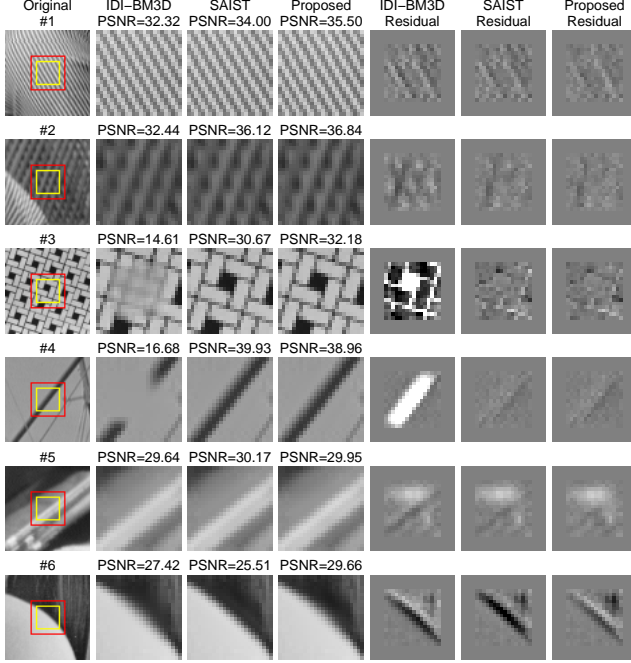 Original IDI-BM3D SAIST Proposed IDI-BM3D SAIST Proposed
#1 PSNR=32.32 PSNR=34.00 PSNR=35.50 Residual Residual Residual
#2 PSNR=32.44 PSNR=36.12 PSNR=36.84
#3 PSNR=14.61 PSNR=30.67 PSNR=32.18
#4 PSNR=16.68 PSNR=39.93 PSNR=38.96
#5 PSNR=29.64 PSNR=30.17 PSNR=29.95
#6 PSNR=27.42 PSNR=25.51 PSNR=29.66